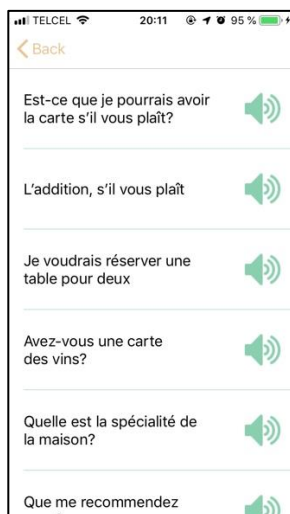 TELCEL 20:11 95 %
Back
Est-ce que je pourrais avoir
la carte s'il vous plaît?
L'addition, s'il vous plaît
Je voudrais réserver une
table pour deux
Avez-vous une carte
des vins?
Quelle est la spécialité de
la maison?
Que me recommendez